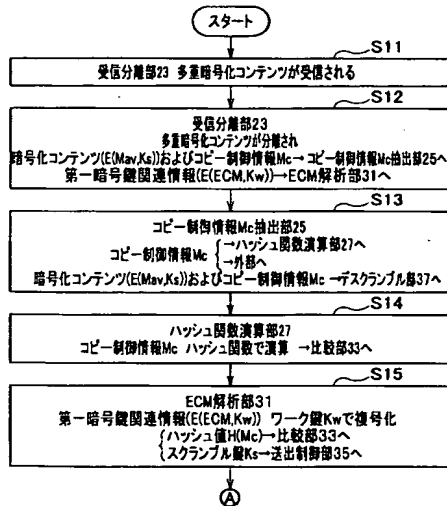 スタート
S11
受信分離部23 多重暗号化コンテンツが受信される
S12
受信分離部23
多重暗号化コンテンツが分離され
暗号化コンテンツ(E(Mav,Ks))およびコピー制御情報Mc→コピー制御情報Mc抽出部25へ
第一暗号鍵関連情報(E(ECM,Kw))→ECM解析部31へ
S13
コピー制御情報Mc抽出部25
コピー制御情報Mc
→ハッシュ関数演算部27へ
→外部へ
暗号化コンテンツ(E(Mav,Ks))およびコピー制御情報Mc →デスクランブル部37へ
S14
ハッシュ関数演算部27
コピー制御情報Mc ハッシュ関数で演算 →比較部33へ
S15
ECM解析部31
第一暗号鍵関連情報(E(ECM,Kw)) ワーク鍵Kwで復号化
ハッシュ値H(Mc)→比較部33へ
スクランブル鍵Ks→送出制御部35へ
A